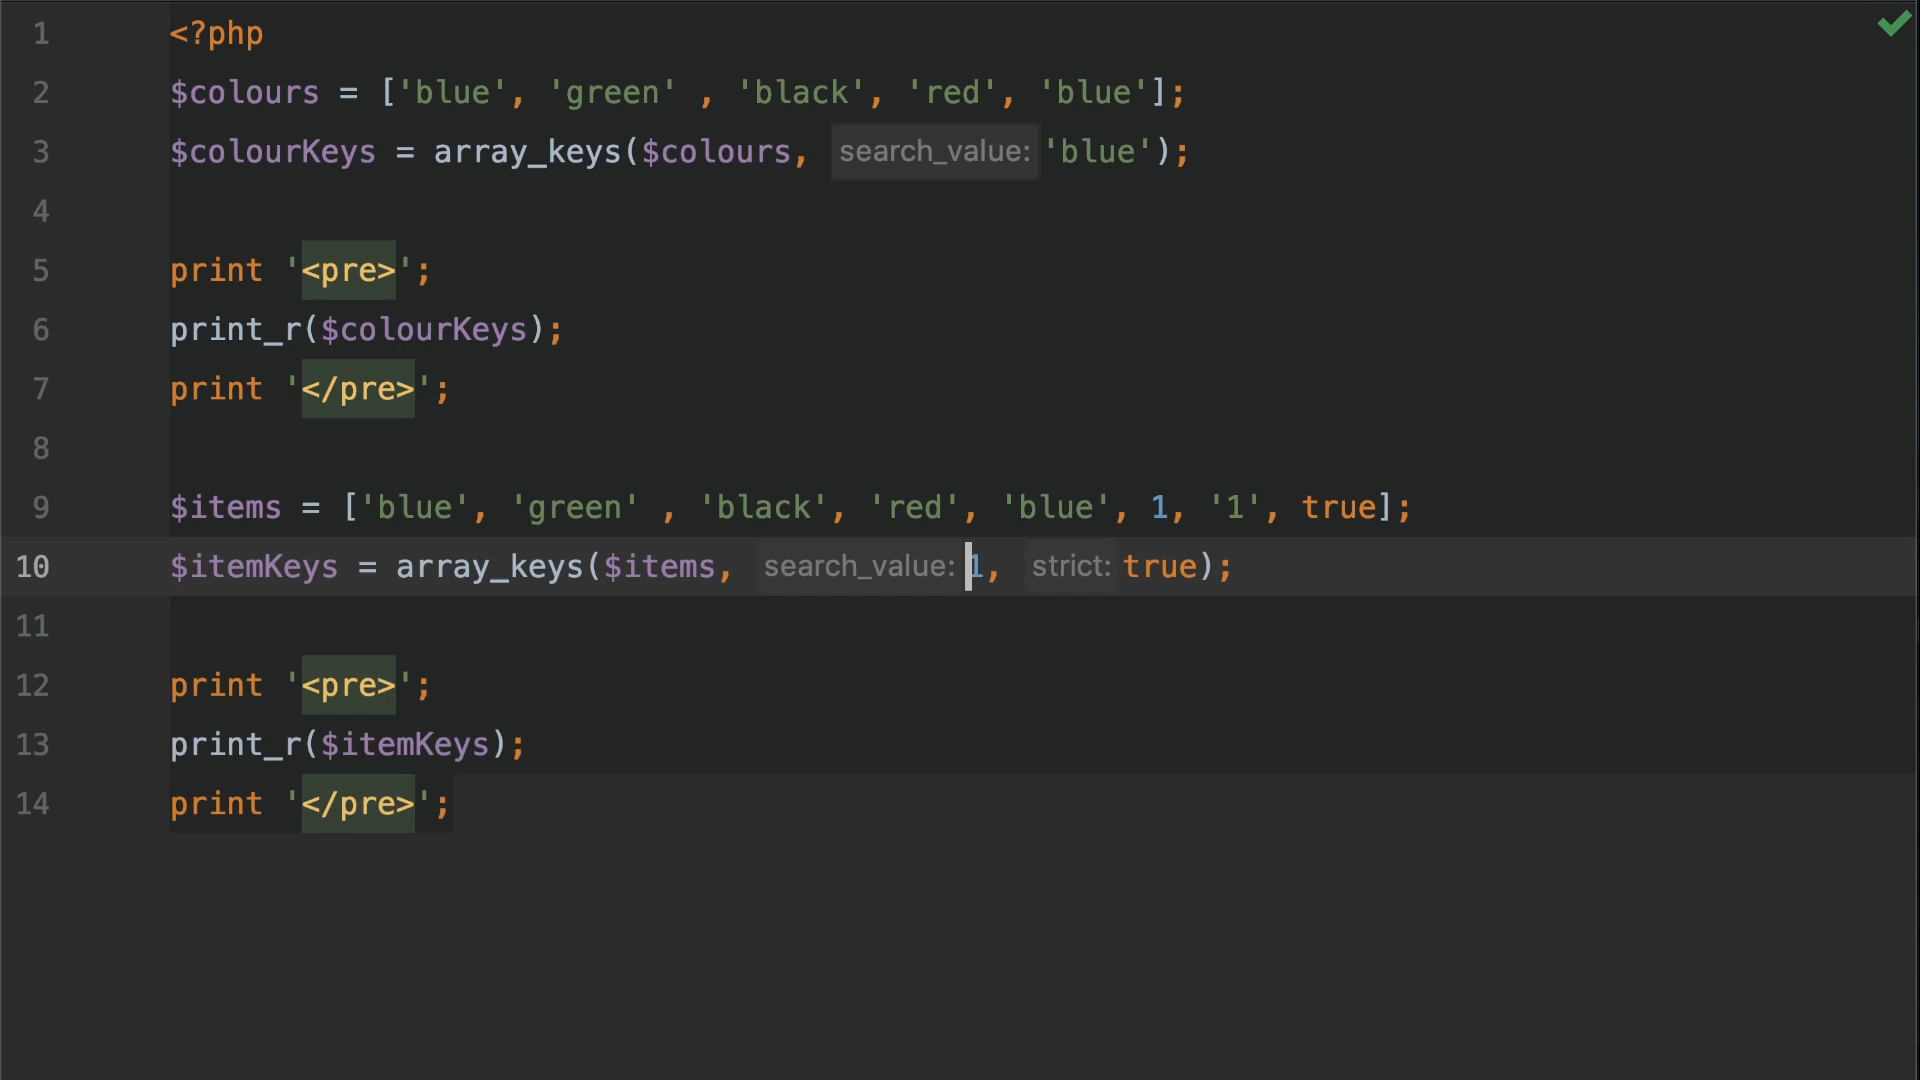 1 <?php
2 $colours = ['blue', 'green' , 'black', 'red', 'blue'];
3 $colourKeys = array_keys($colours, search_value: 'blue');
4
5 print '<pre>';
6 print_r($colourKeys);
7 print '</pre>';
8
9 $items = ['blue', 'green' , 'black', 'red', 'blue', 1, '1', true];
10 $itemKeys = array_keys($items, search_value: 1, strict: true);
11
12 print '<pre>';
13 print_r($itemKeys);
14 print '</pre>';